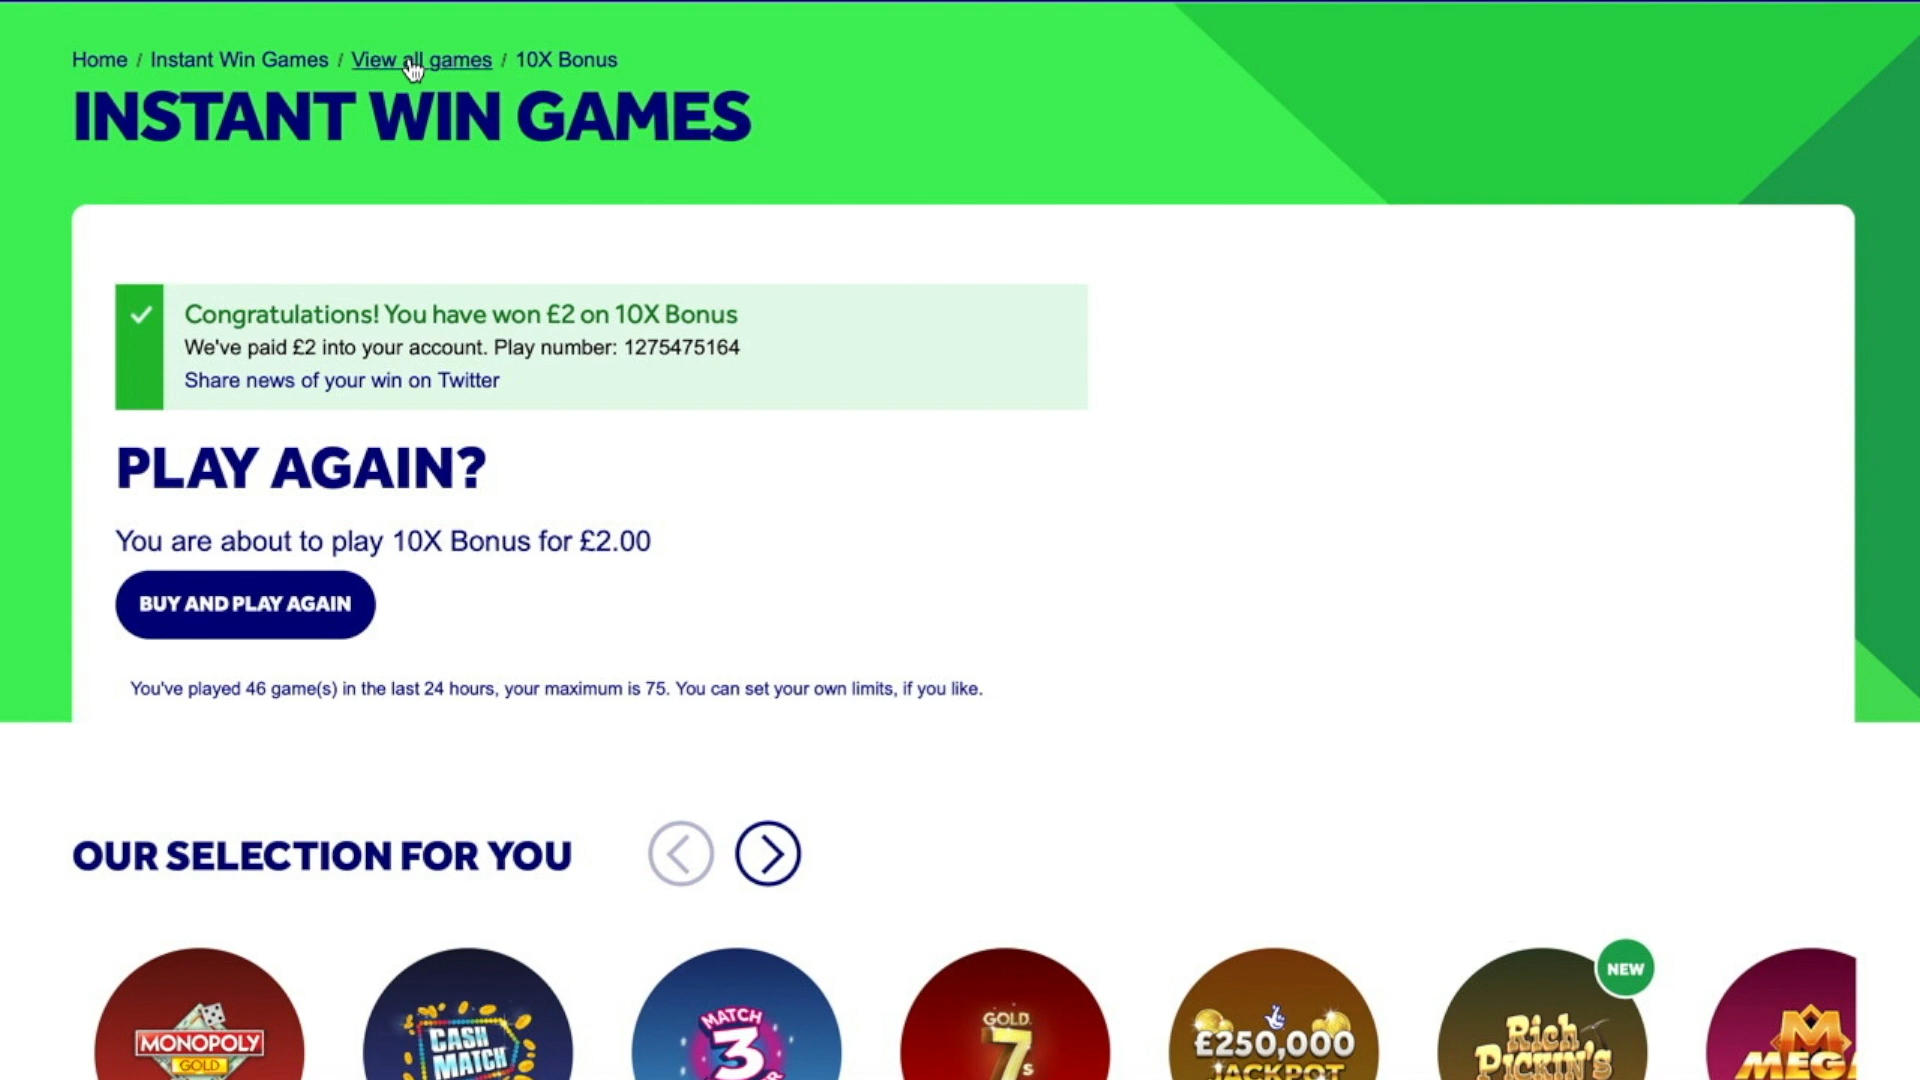 Home / Instant Win Games / View all games / 10X Bonus
INSTANT WIN GAMES
Congratulations! You have won £2 on 10X Bonus
We've paid £2 into your account. Play number: 1275475164
Share news of your win on Twitter
PLAY AGAIN?
You are about to play 10X Bonus for £2.00
BUY AND PLAY AGAIN
You've played 46 game(s) in the last 24 hours, your maximum is 75. You can set your own limits, if you like.
OUR SELECTION FOR YOU
MONOPOLY
GOLD
CASH
MATCH
MATCH
3
GOLD
7s
£250,000
JACKPOT
NEW
Rich
PICKIN'S